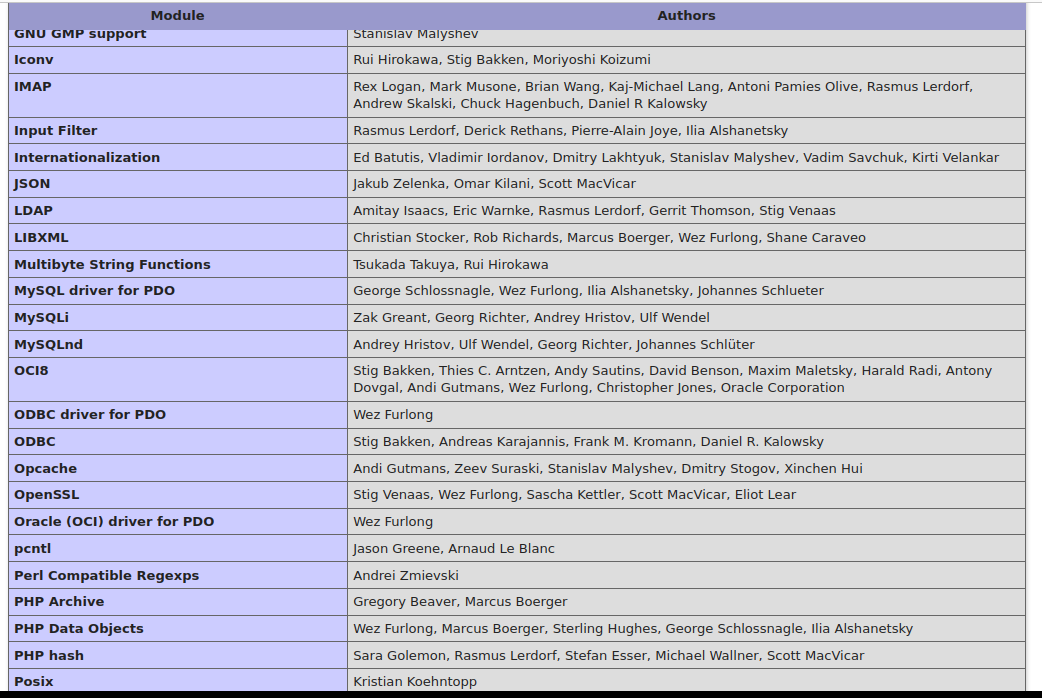 Module Authors
GNU GMP support Stanislav Malyshev
Iconv Rui Hirokawa, Stig Bakken, Moriyoshi Koizumi
IMAP Rex Logan, Mark Musone, Brian Wang, Kaj-Michael Lang, Antoni Pamies Olive, Rasmus Lerdorf,
Andrew Skalski, Chuck Hagenbuch, Daniel R Kalowsky
Input Filter Rasmus Lerdorf, Derick Rethans, Pierre-Alain Joye, Ilia Alshanetsky
Internationalization Ed Batutis, Vladimir Iordanov, Dmitry Lakhtyuk, Stanislav Malyshev, Vadim Savchuk, Kirti Velankar
JSON Jakub Zelenka, Omar Kilani, Scott MacVicar
LDAP Amitay Isaacs, Eric Warnke, Rasmus Lerdorf, Gerrit Thomson, Stig Venaas
LIBXML Christian Stocker, Rob Richards, Marcus Boerger, Wez Furlong, Shane Caraveo
Multibyte String Functions Tsukada Takuya, Rui Hirokawa
MySQL driver for PDO George Schlossnagle, Wez Furlong, Ilia Alshanetsky, Johannes Schlueter
MySQLi Zak Greant, Georg Richter, Andrey Hristov, Ulf Wendel
MySQLnd Andrey Hristov, Ulf Wendel, Georg Richter, Johannes Schlüter
OCI8 Stig Bakken, Thies C. Arntzen, Andy Sautins, David Benson, Maxim Maletsky, Harald Radi, Antony
Dovgal, Andi Gutmans, Wez Furlong, Christopher Jones, Oracle Corporation
ODBC driver for PDO Wez Furlong
ODBC Stig Bakken, Andreas Karajannis, Frank M. Kromann, Daniel R. Kalowsky
Opcache Andi Gutmans, Zeev Suraski, Stanislav Malyshev, Dmitry Stogov, Xinchen Hui
OpenSSL Stig Venaas, Wez Furlong, Sascha Kettler, Scott MacVicar, Eliot Lear
Oracle (OCI) driver for PDO Wez Furlong
pcntl Jason Greene, Arnaud Le Blanc
Perl Compatible Regexps Andrei Zmievski
PHP Archive Gregory Beaver, Marcus Boerger
PHP Data Objects Wez Furlong, Marcus Boerger, Sterling Hughes, George Schlossnagle, Ilia Alshanetsky
PHP hash Sara Golemon, Rasmus Lerdorf, Stefan Esser, Michael Wallner, Scott MacVicar
Posix Kristian Koehntopp